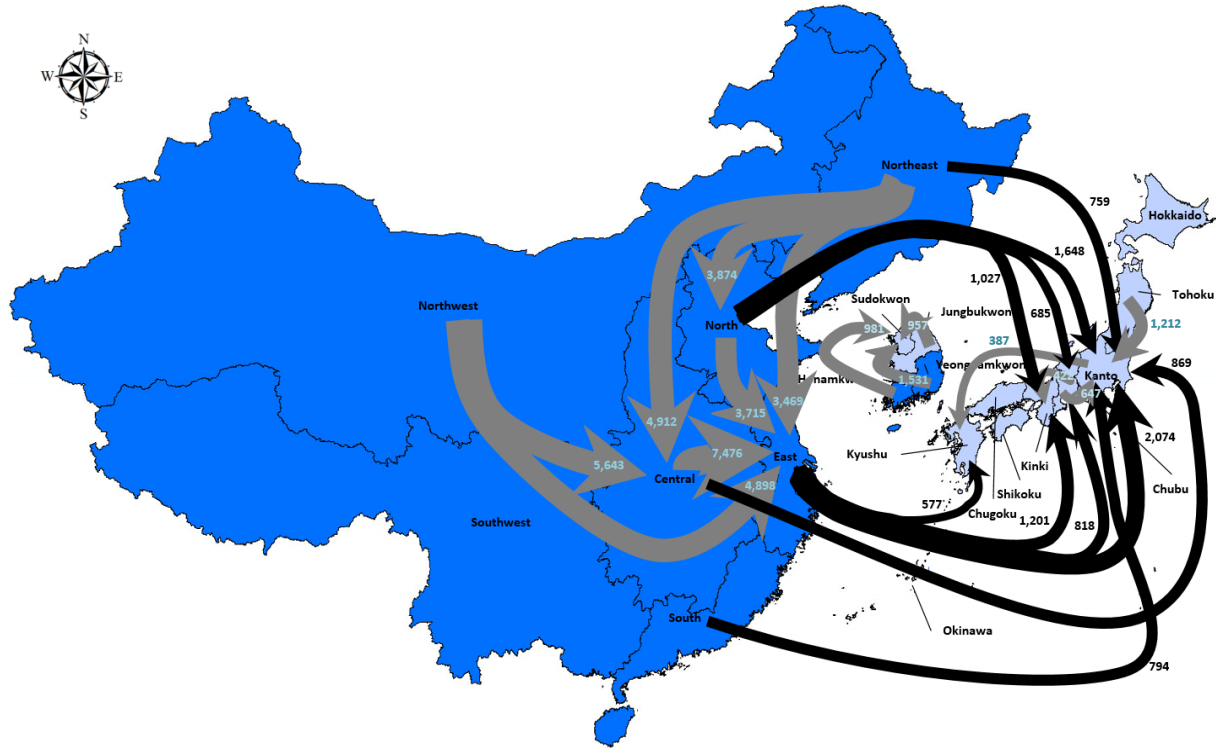 N
W
E
S
Northeast
759
Hokkaido
1,648
3,874
1,027
Tohoku
Northwest
Sudokwon
Jungbukwon
685
North
981
957
1,212
387
869
Kanto
1,531
647
3,469
4,912
3,715
2,074
7,476
East
Kyushu
5,643
Kinki
Central
4,898
Chubu
Shikoku
577
Chugoku
Southwest
1,201
818
South
Okinawa
794